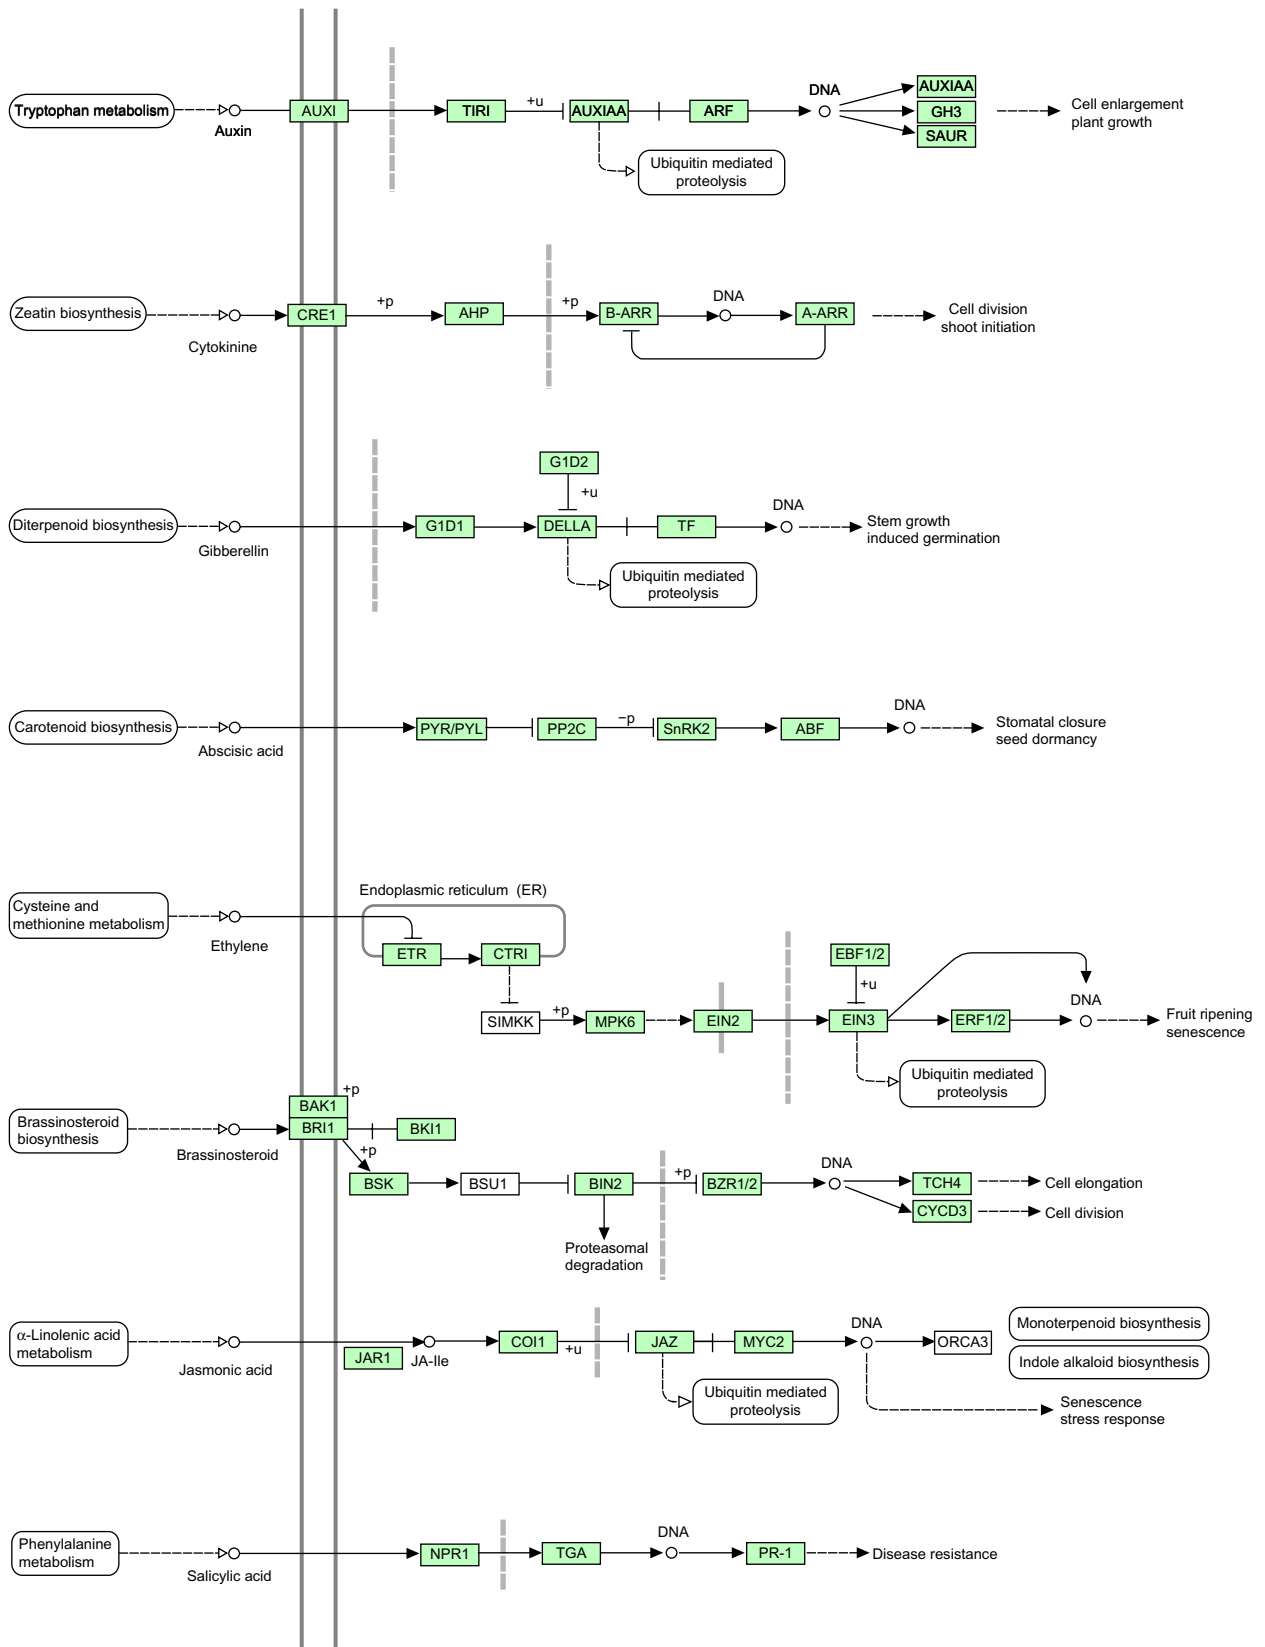 Tryptophan metabolism
Auxin
AUXI
TIRI
+u
AUXIAA
ARF
DNA
AUXIAA
GH3
SAUR
Cell enlargement
plant growth
Ubiquitin mediated
proteolysis
Zeatin biosynthesis
Cytokinine
CRE1
+p
AHP
+p
B-ARR
DNA
A-ARR
Cell division
shoot initiation
G1D2
+u
Diterpenoid biosynthesis
Gibberellin
G1D1
DELLA
TF
DNA
Stem growth
induced germination
Ubiquitin mediated
proteolysis
Carotenoid biosynthesis
Abscisic acid
PYR/PYL
PP2C
−p
SnRK2
ABF
DNA
Stomatal closure
seed dormancy
Endoplasmic reticulum (ER)
Cysteine and
methionine metabolism
Ethylene
ETR
CTRI
EBF1/2
+u
SIMKK
+p
MPK6
EIN2
EIN3
ERF1/2
DNA
Fruit ripening
senescence
Ubiquitin mediated
proteolysis
Brassinosteroid
biosynthesis
Brassinosteroid
+p
BAK1
BRI1
BKI1
+p
BSK
BSU1
BIN2
+p
BZR1/2
DNA
TCH4
Cell elongation
CYCD3
Cell division
Proteasomal
degradation
α-Linolenic acid
metabolism
Jasmonic acid
JAR1
JA-Ile
COI1
+u
JAZ
MYC2
DNA
ORCA3
Monoterpenoid biosynthesis
Indole alkaloid biosynthesis
Ubiquitin mediated
proteolysis
Senescence
stress response
Phenylalanine
metabolism
Salicylic acid
NPR1
TGA
DNA
PR-1
Disease resistance